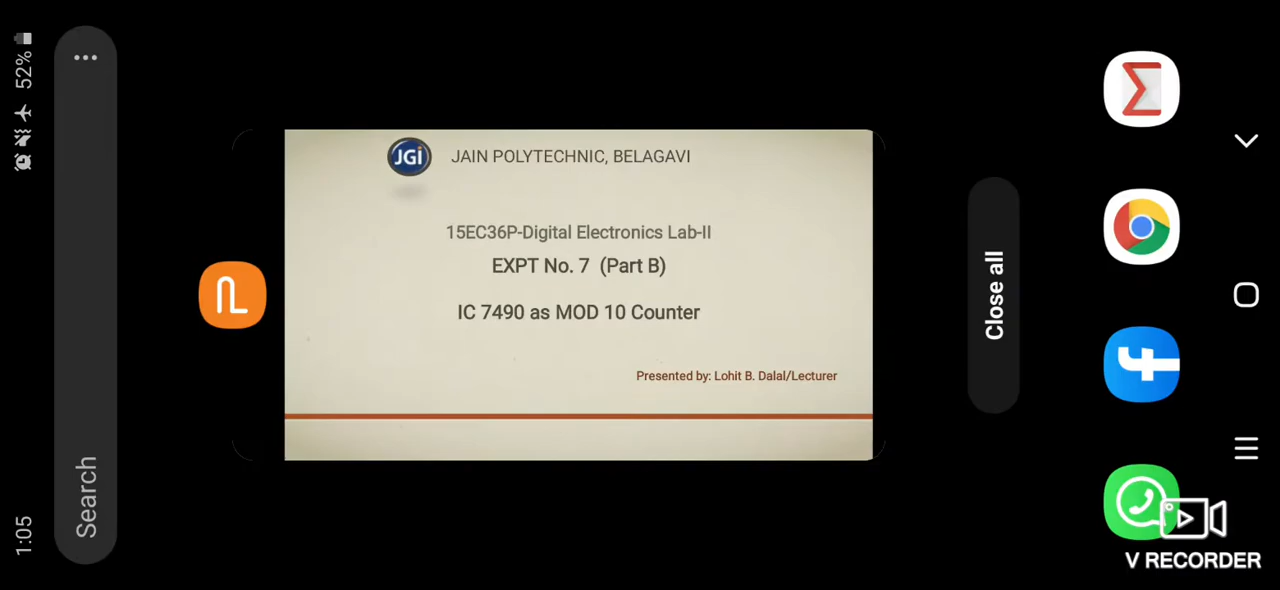 1:05
52%
Search
JGi
JAIN POLYTECHNIC, BELAGAVI
15EC36P-Digital Electronics Lab-II
EXPT No. 7 (Part B)
IC 7490 as MOD 10 Counter
Presented by: Lohit B. Dalal/Lecturer
Close all
V RECORDER